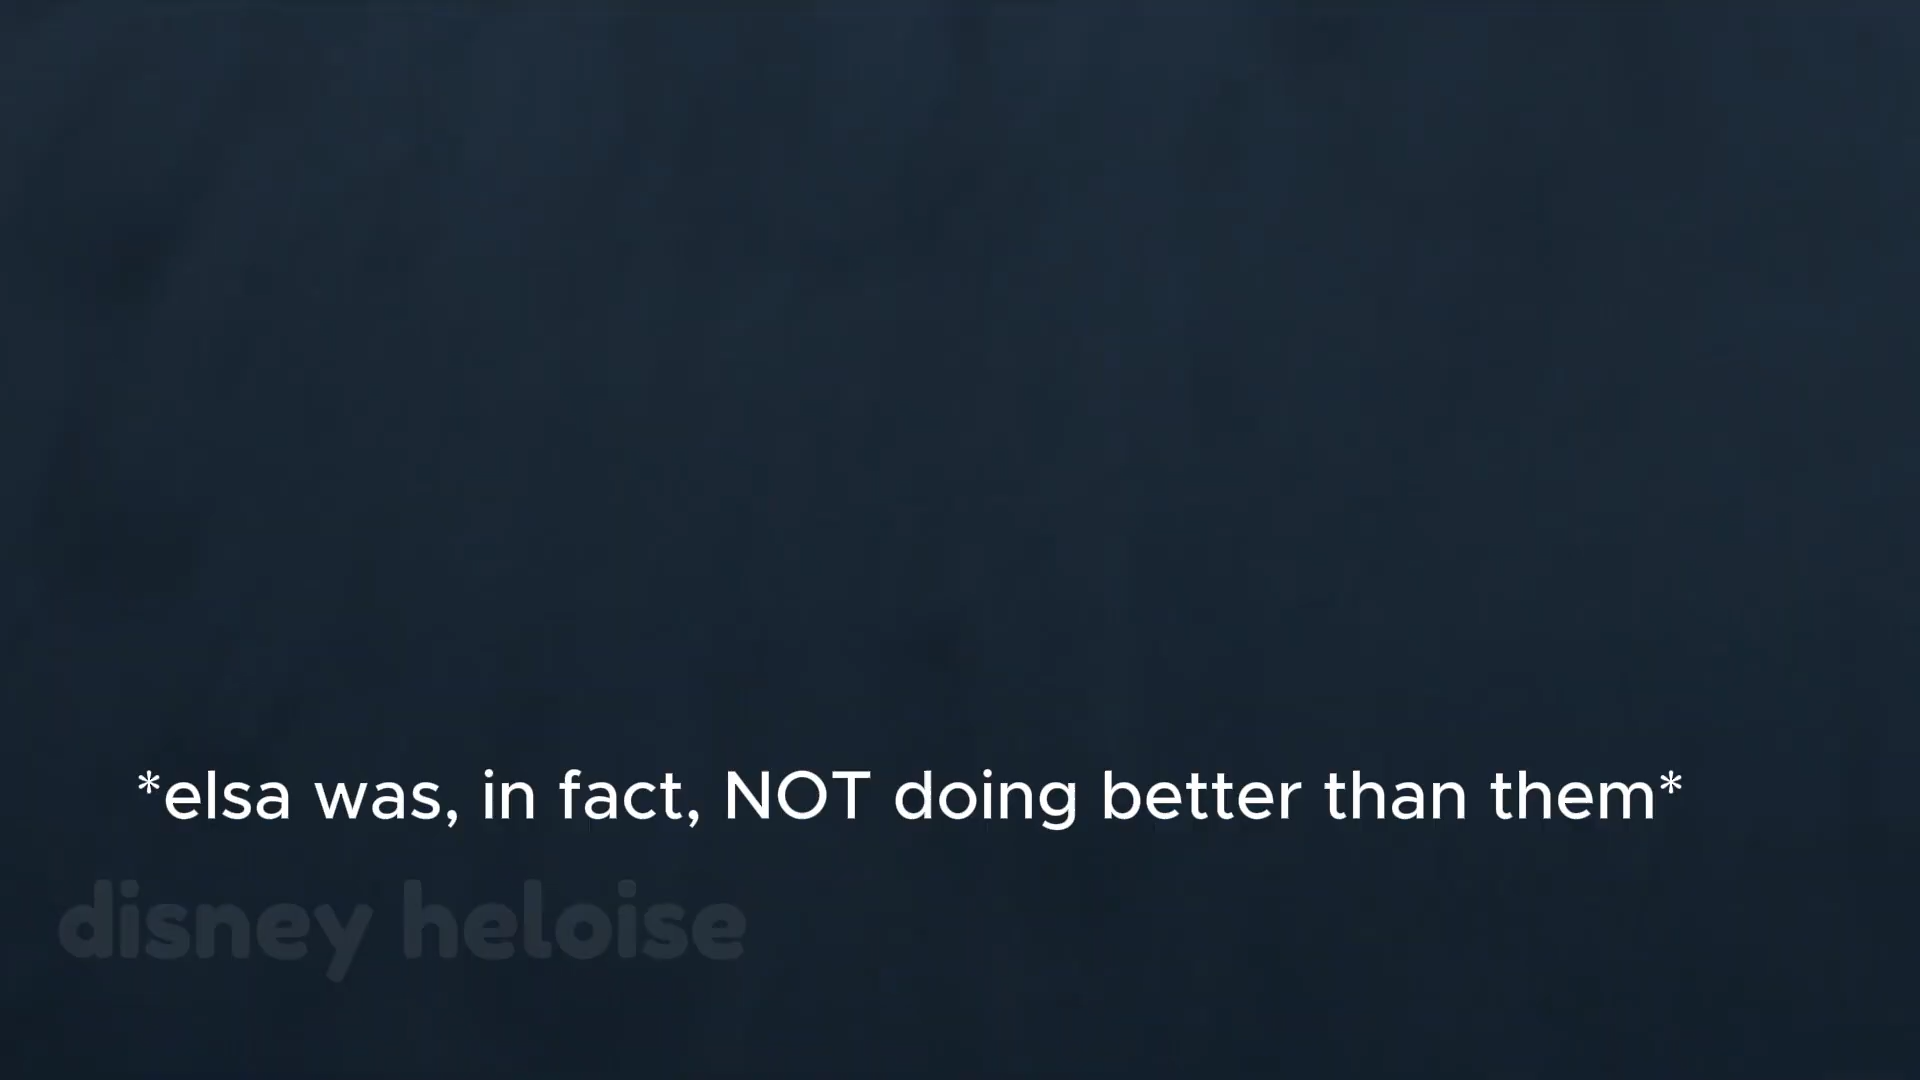 *elsa was, in fact, NOT doing better than them*
disney heloise